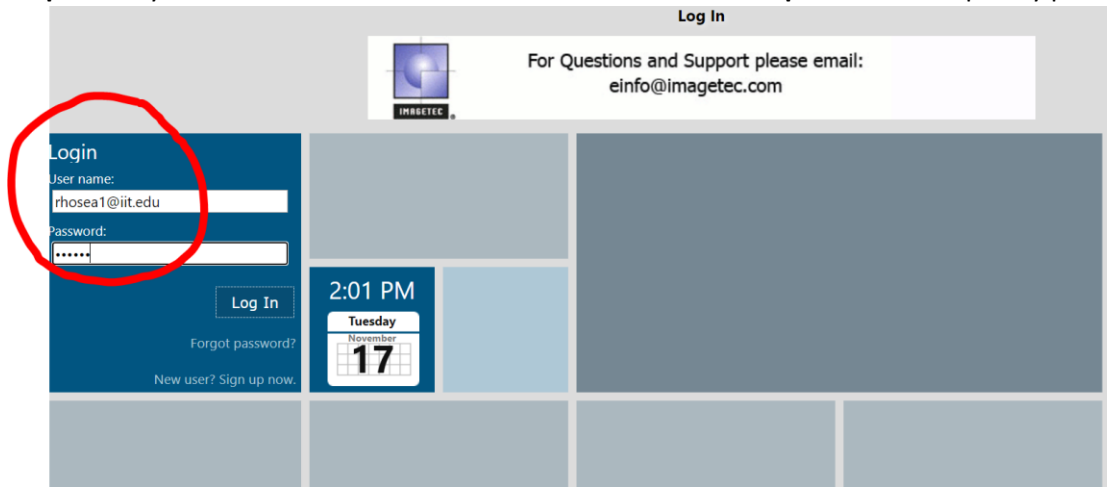 Log In
For Questions and Support please email:
einfo@imagetec.com
IMAGETEC
Login
User name:
rhosea1@iit.edu
Password:
••••••
Log In
Forgot password?
New user? Sign up now.
2:01 PM
Tuesday
November
17